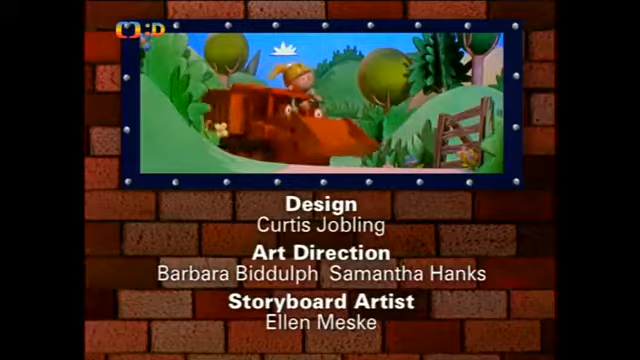 :D
Design
Curtis Jobling
Art Direction
Barbara Biddulph  Samantha Hanks
Storyboard Artist
Ellen Meske